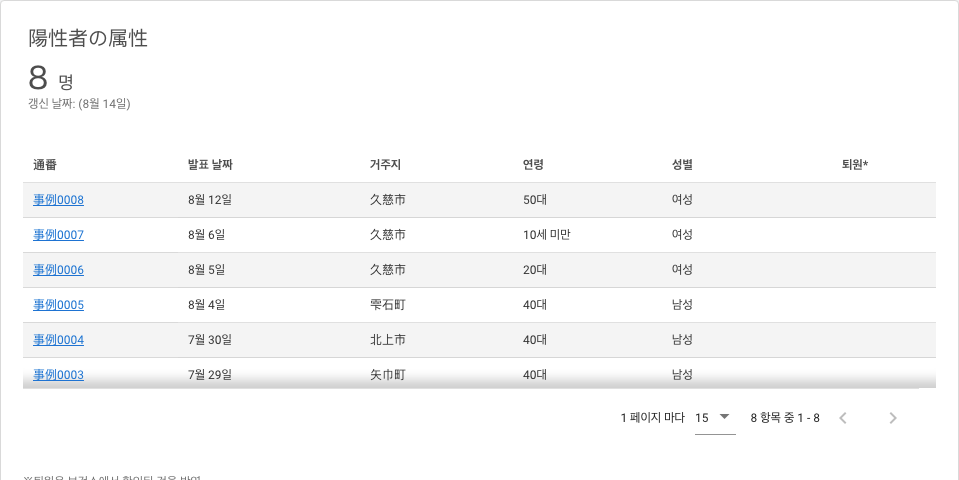 陽性者の属性
8 명
갱신 날짜: (8월 14일)
通番 발표 날짜 거주지 연령 성별 퇴원*
事例0008 8월 12일 久慈市 50대 여성
事例0007 8월 6일 久慈市 10세 미만 여성
事例0006 8월 5일 久慈市 20대 여성
事例0005 8월 4일 雫石町 40대 남성
事例0004 7월 30일 北上市 40대 남성
事例0003 7월 29일 矢巾町 40대 남성
1 페이지 마다 15 8 항목 중 1 - 8